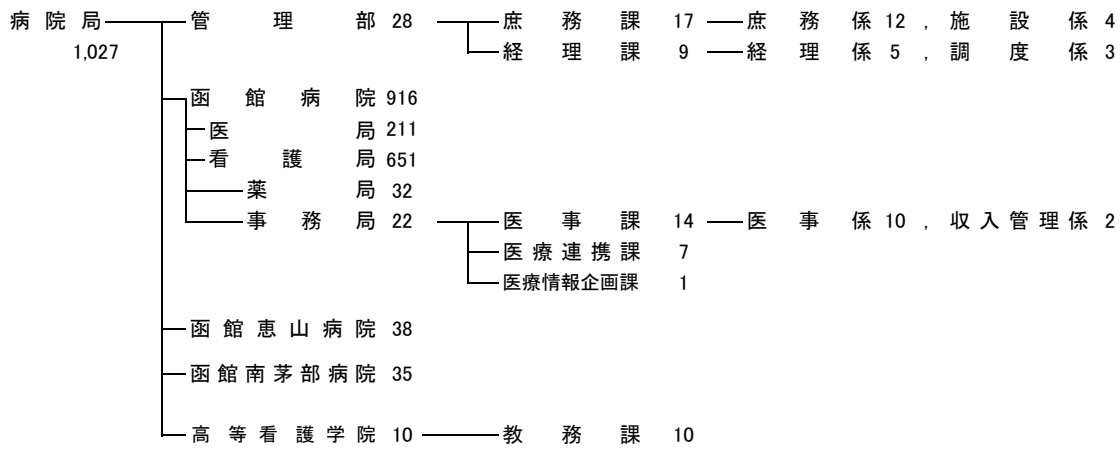 病院局 管理部 28 庶務課 17 庶務係 12 , 施設係 4
1,027 経理課 9 経理係 5 , 調度係 3
函館病院 916
医局 211
看護局 651
薬局 32
事務局 22 医事課 14 医事係 10 , 収入管理係 2
医療連携課 7
医療情報企画課 1
函館恵山病院 38
函館南茅部病院 35
高等看護学院 10 教務課 10